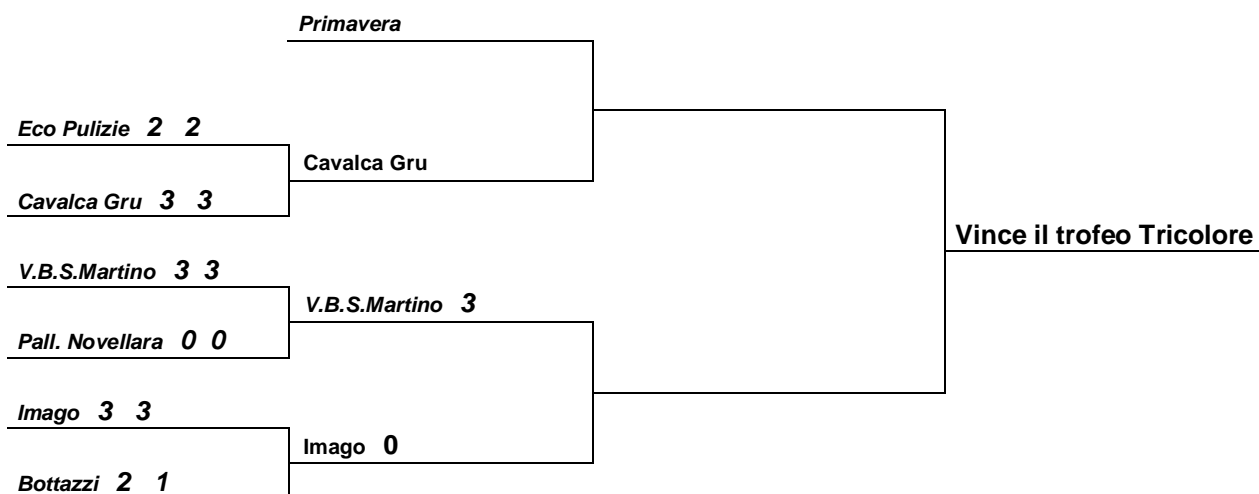 Primavera
Eco Pulizie 2 2
Cavalca Gru
Cavalca Gru 3 3
Vince il trofeo Tricolore
V.B.S.Martino 3 3
V.B.S.Martino 3
Pall. Novellara 0 0
Imago 3 3
Imago 0
Bottazzi 2 1